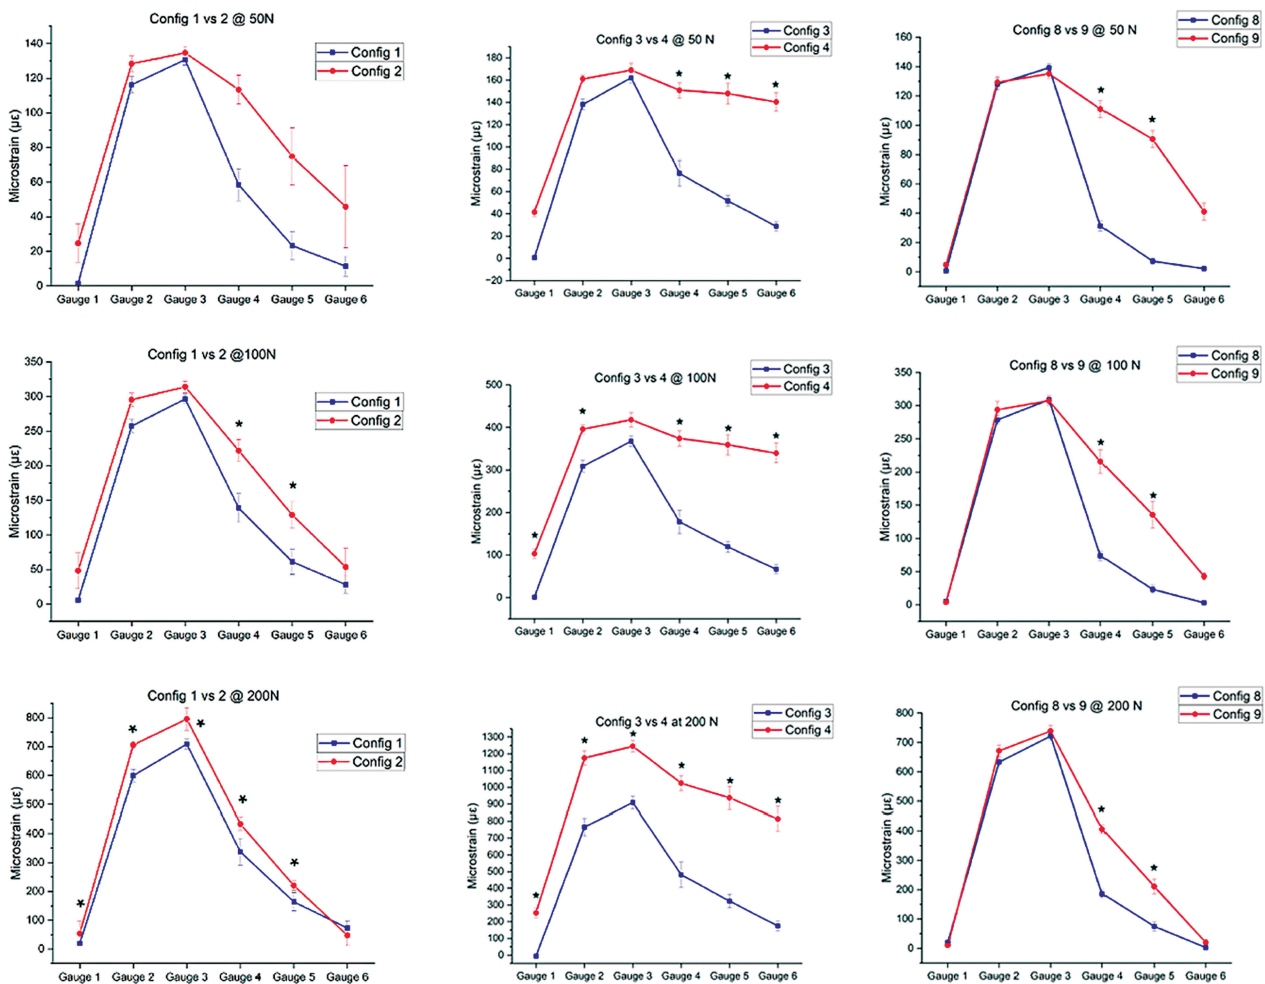 Config 1 vs 2 @ 50N
Config 1
Config 2
Microstrain (µε)
140
120
100
80
60
40
20
0
Gauge 1 Gauge 2 Gauge 3 Gauge 4 Gauge 5 Gauge 6
Config 3 vs 4 @ 50 N
Config 3
Config 4
Microstrain (µε)
180
160
140
120
100
80
60
40
20
0
−20
Gauge 1 Gauge 2 Gauge 3 Gauge 4 Gauge 5 Gauge 6
Config 8 vs 9 @ 50 N
Config 8
Config 9
Microstrain (µε)
160
140
120
100
80
60
40
20
0
Gauge 1 Gauge 2 Gauge 3 Gauge 4 Gauge 5 Gauge 6
Config 1 vs 2 @100N
Config 1
Config 2
Microstrain (µε)
350
300
250
200
150
100
50
0
Gauge 1 Gauge 2 Gauge 3 Gauge 4 Gauge 5 Gauge 6
Config 3 vs 4 @ 100N
Config 3
Config 4
Microstrain (µε)
500
400
300
200
100
0
Gauge 1 Gauge 2 Gauge 3 Gauge 4 Gauge 5 Gauge 6
Config 8 vs 9 @ 100 N
Config 8
Config 9
Microstrain (µε)
350
300
250
200
150
100
50
0
Gauge 1 Gauge 2 Gauge 3 Gauge 4 Gauge 5 Gauge 6
Config 1 vs 2 @ 200N
Config 1
Config 2
Microstrain (µε)
800
700
600
500
400
300
200
100
0
Gauge 1 Gauge 2 Gauge 3 Gauge 4 Gauge 5 Gauge 6
Config 3 vs 4 at 200 N
Config 3
Config 4
Microstrain (µε)
1300
1200
1100
1000
900
800
700
600
500
400
300
200
100
0
Gauge 1 Gauge 2 Gauge 3 Gauge 4 Gauge 5 Gauge 6
Config 8 vs 9 @ 200 N
Config 8
Config 9
Microstrain (µε)
800
700
600
500
400
300
200
100
0
Gauge 1 Gauge 2 Gauge 3 Gauge 4 Gauge 5 Gauge 6